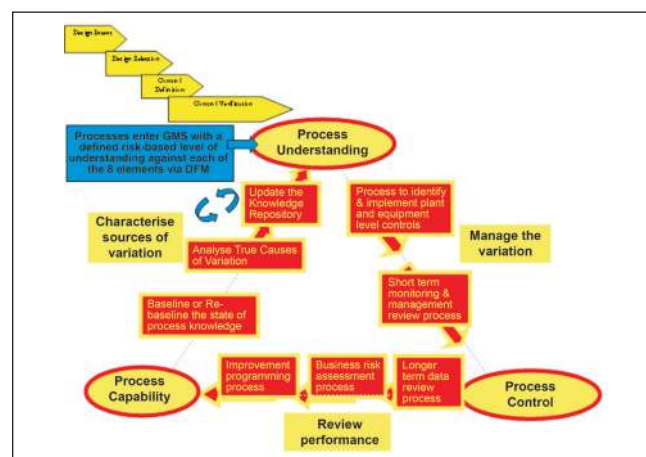 Design Intent
Design Selection
Control
Definition
Control Verification
Processes enter GMS with a
defined risk-based level of
understanding against each of
the 8 elements via DFM
Process
Understanding
Update the
Knowledge
Repository
Process to identify
& implement plant
and equipment
level controls
Characterise
sources of
variation
Analyse True Causes
of Variation
Manage the
variation
Short term
monitoring &
management
review process
Baseline or Re-
baseline the state of
process knowledge
Improvement
programming
process
Business risk
assessment
process
Longer
term data
review
process
Process
Capability
Process
Control
Review
performance